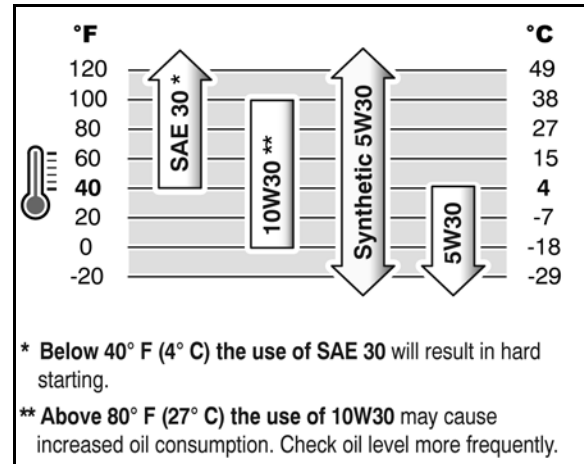 °F °C
120 49
100 38
80 27
60 15
40 4
20 -7
0 -18
-20 -29
SAE 30 *
10W30 **
Synthetic 5W30
5W30
* Below 40° F (4° C) the use of SAE 30 will result in hard
starting.
** Above 80° F (27° C) the use of 10W30 may cause
increased oil consumption. Check oil level more frequently.